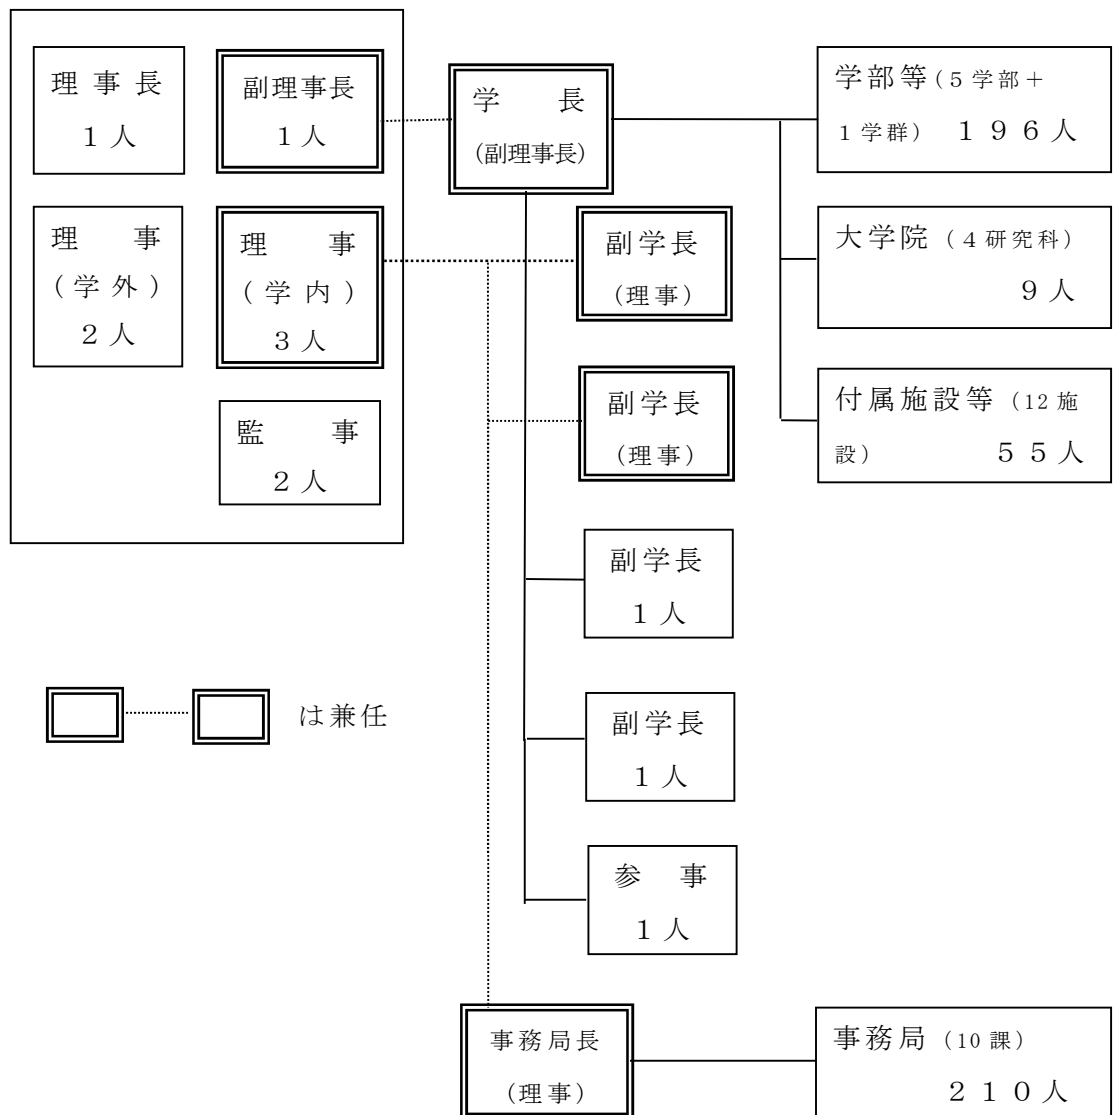 理事長
1人
副理事長
1人
学　長
(副理事長)
学部等(5学部＋
1学群)　１９６人
理　事
(学外)
2人
理　事
(学内)
3人
副学長
(理事)
大学院（4研究科）
9人
副学長
(理事)
付属施設等（12施
設）　５５人
監　事
2人
副学長
1人
副学長
1人
は兼任
参　事
1人
事務局長
(理事)
事務局（10課）
２１０人